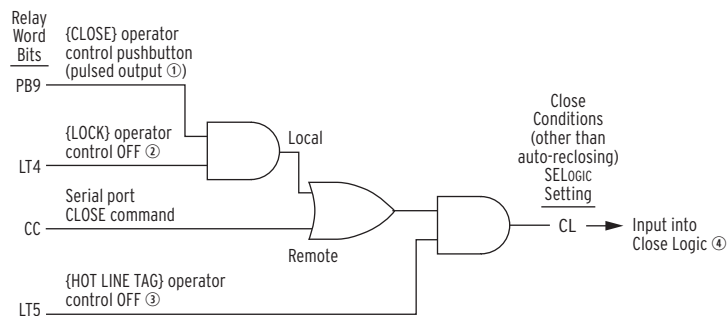 Relay
Word
Bits
{CLOSE} operator
control pushbutton
(pulsed output ①)
PB9
{LOCK} operator
control OFF ②
LT4
Local
Serial port
CLOSE command
CC
Remote
{HOT LINE TAG} operator
control OFF ③
LT5
Close
Conditions
(other than
auto-reclosing)
SELOGIC
Setting
CL
Input into
Close Logic ④